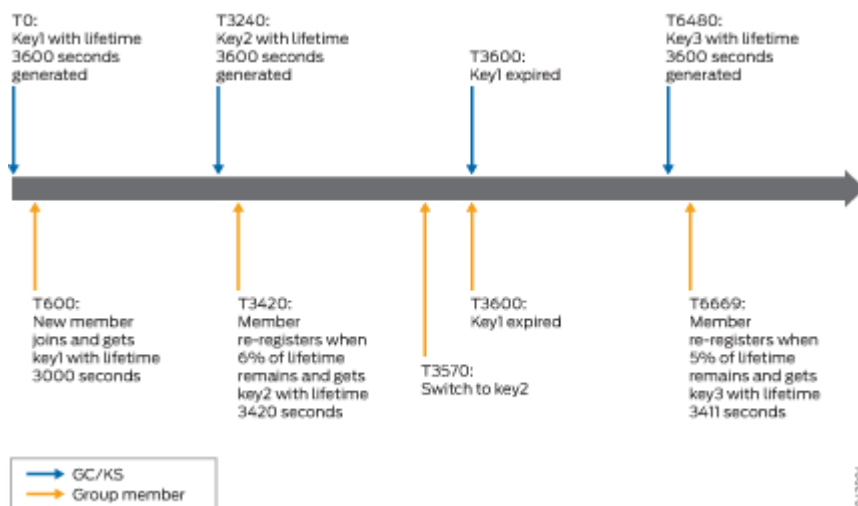 T0:
Key1 with lifetime
3600 seconds
generated
T3240:
Key2 with lifetime
3600 seconds
generated
T3600:
Key1 expired
T6480:
Key3 with lifetime
3600 seconds
generated
T600:
New member
joins and gets
key1 with lifetime
3000 seconds
T3420:
Member
re-registers when
6% of lifetime
remains and gets
key2 with lifetime
3420 seconds
T3570:
Switch to key2
T3600:
Key1 expired
T6669:
Member
re-registers when
5% of lifetime
remains and gets
key3 with lifetime
3411 seconds
GC/KS
Group member